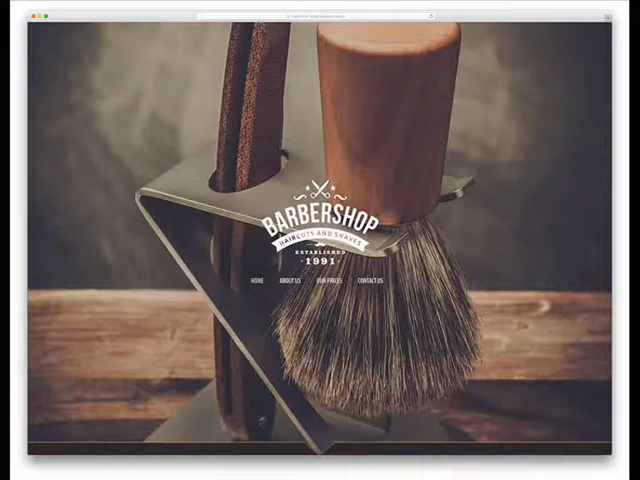 BARBERSHOP
HAIRCUTS AND SHAVES
ESTABLISHED
·1991·
HOME ABOUT US OUR PRICES CONTACT US